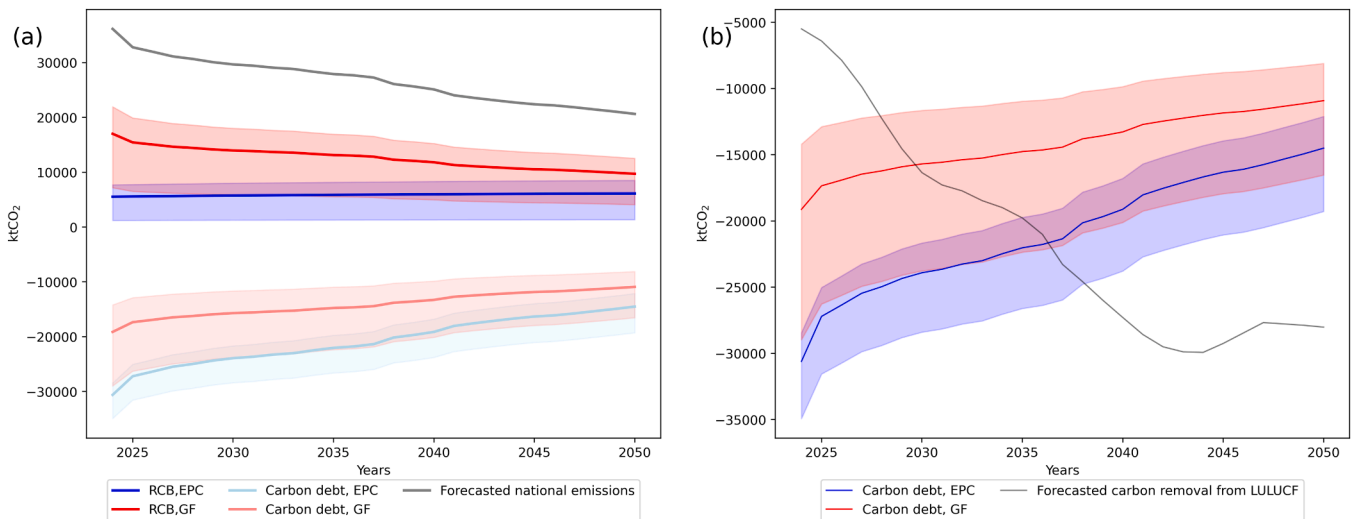 (a)
30000
20000
10000
0
−10000
−20000
−30000
ktCO₂
2025 2030 2035 2040 2045 2050
Years
RCB,EPC Carbon debt, EPC Forecasted national emissions
RCB,GF Carbon debt, GF
(b)
−5000
−10000
−15000
−20000
−25000
−30000
−35000
ktCO₂
2025 2030 2035 2040 2045 2050
Years
Carbon debt, EPC Forecasted carbon removal from LULUCF
Carbon debt, GF